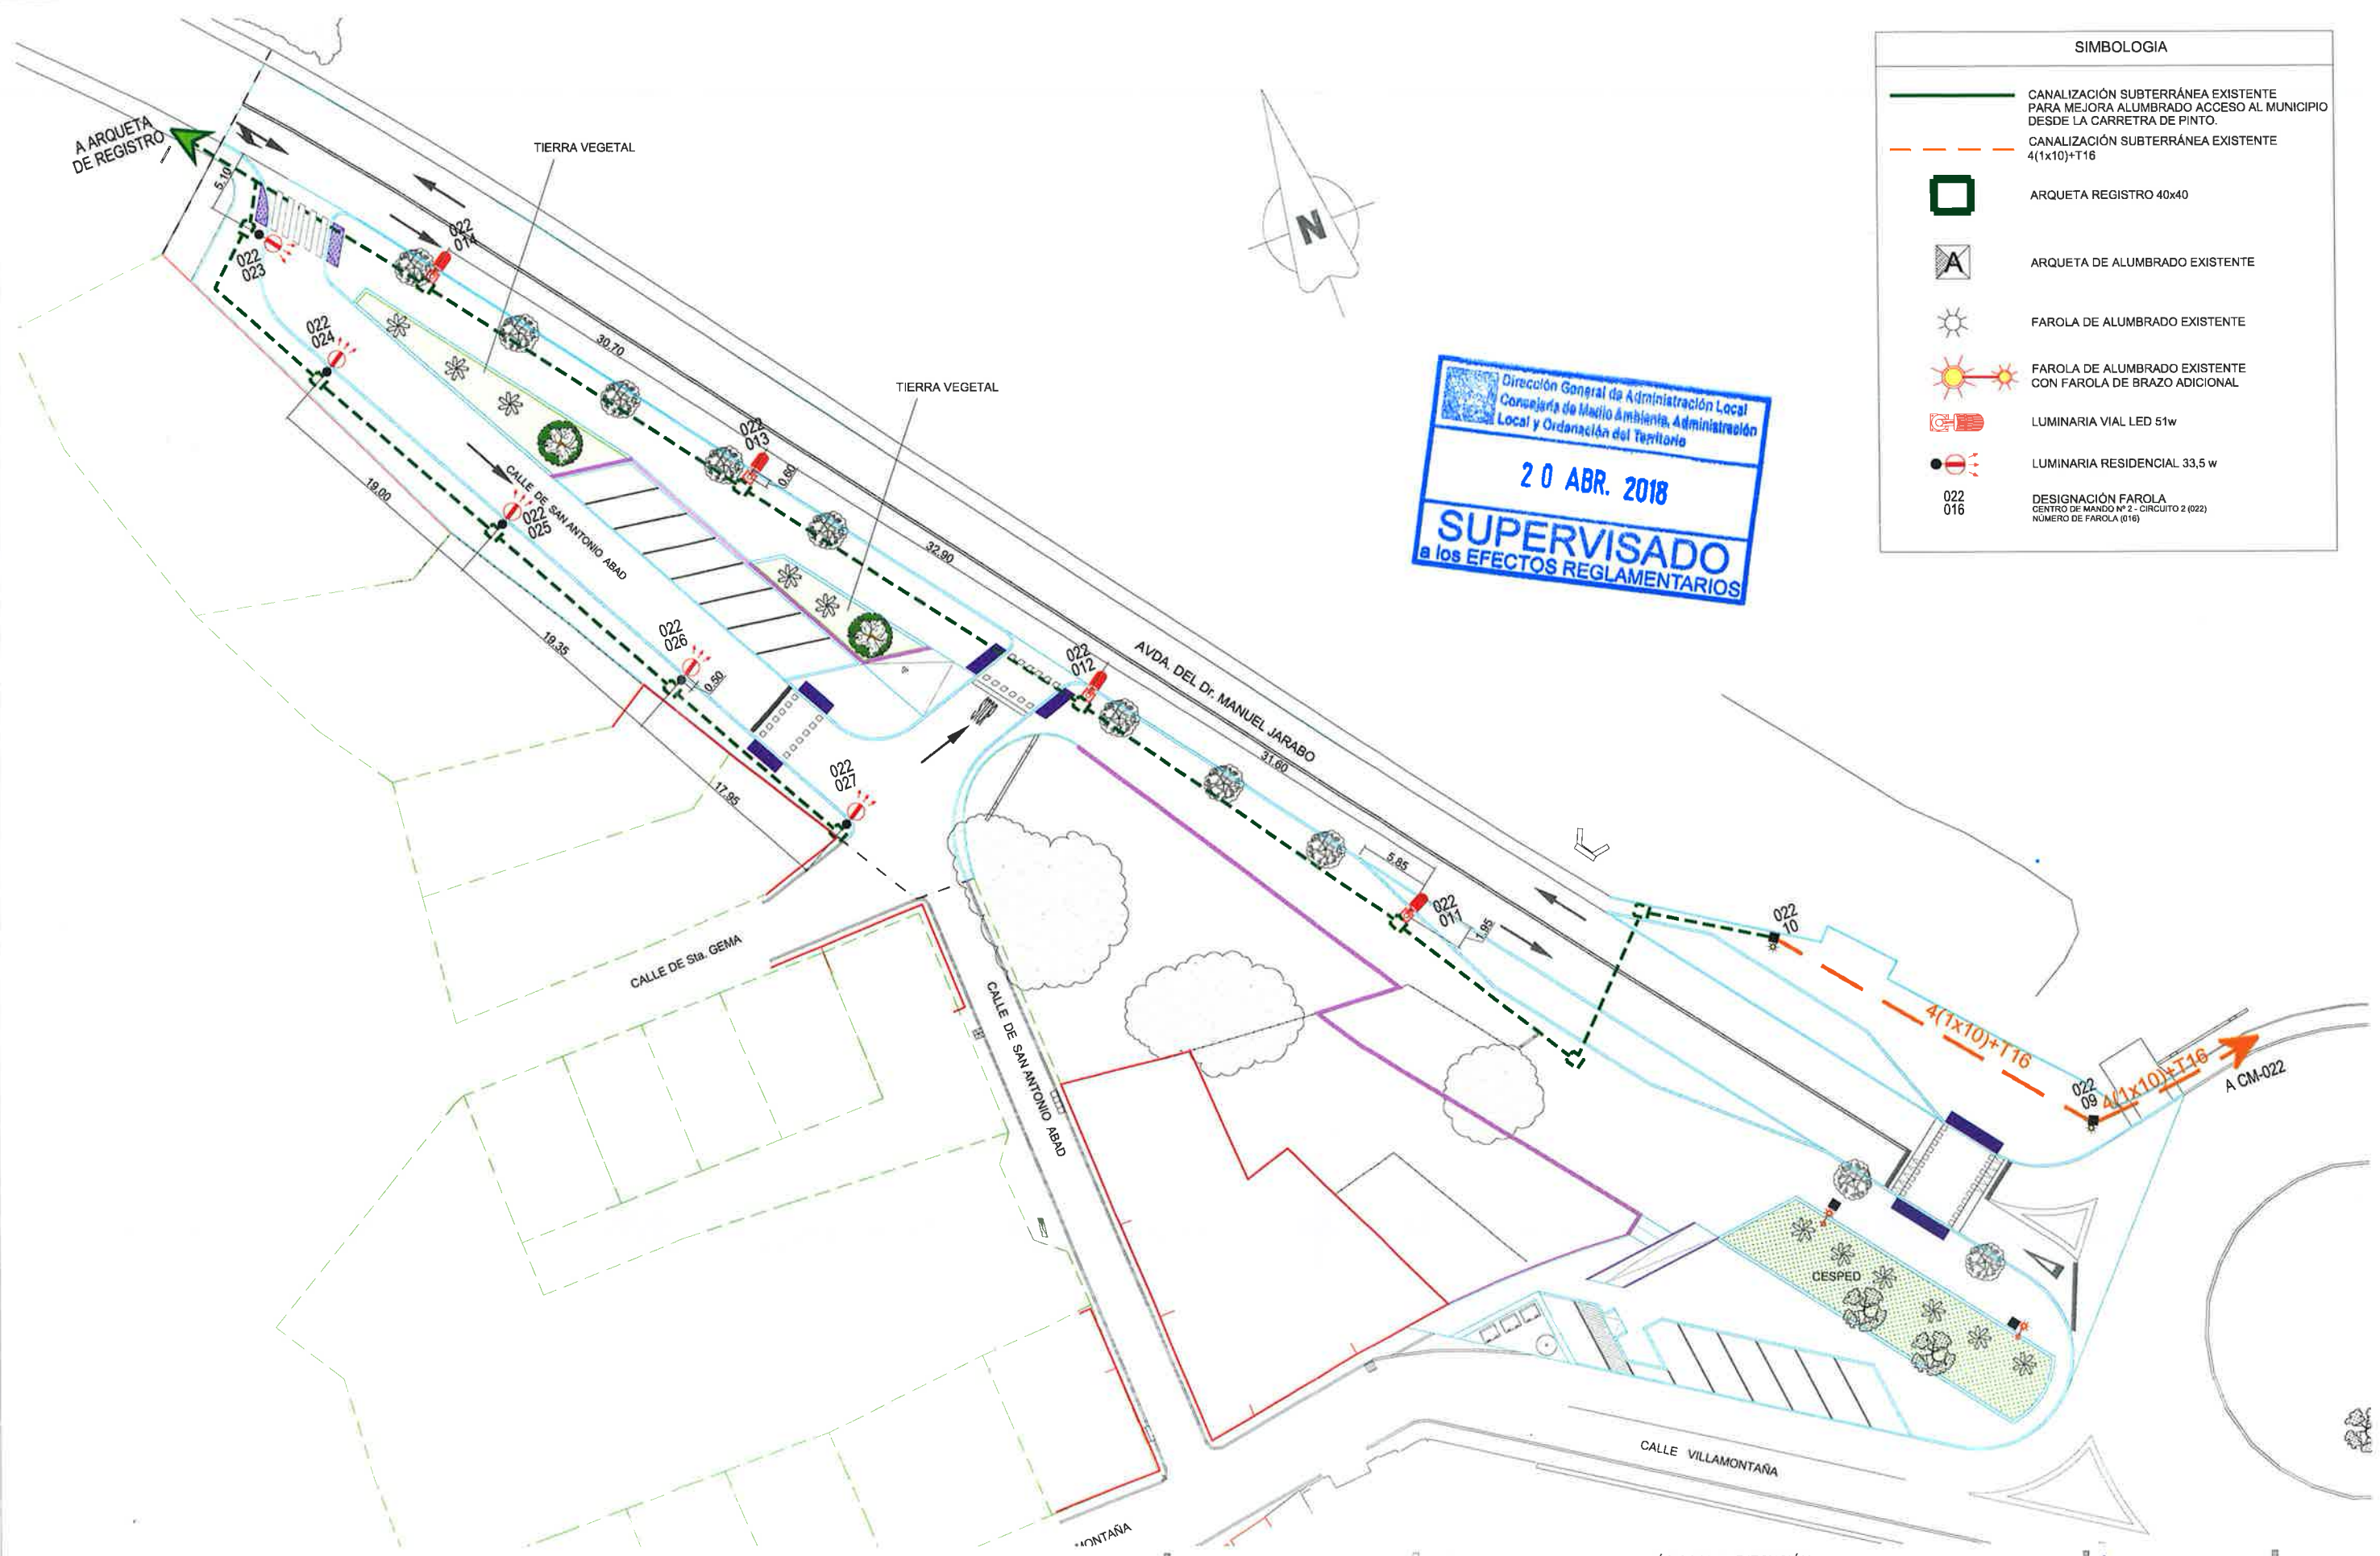 SIMBOLOGIA
CANALIZACIÓN SUBTERRÁNEA EXISTENTE
PARA MEJORA ALUMBRADO ACCESO AL MUNICIPIO
DESDE LA CARRETRA DE PINTO.
CANALIZACIÓN SUBTERRÁNEA EXISTENTE
4(1x10)+T16
ARQUETA REGISTRO 40x40
A
ARQUETA DE ALUMBRADO EXISTENTE
FAROLA DE ALUMBRADO EXISTENTE
FAROLA DE ALUMBRADO EXISTENTE
CON FAROLA DE BRAZO ADICIONAL
LUMINARIA VIAL LED 51w
LUMINARIA RESIDENCIAL 33,5 w
022
016
DESIGNACIÓN FAROLA
CENTRO DE MANDO Nº 2 - CIRCUITO 2 (022)
NÚMERO DE FAROLA (016)
A ARQUETA
DE REGISTRO
5.10
TIERRA VEGETAL
022
014
022
023
N
022
024
30.70
TIERRA VEGETAL
Dirección General de Administración Local
Consejería de Medio Ambiente, Administración
Local y Ordenación del Territorio
20 ABR. 2018
SUPERVISADO
a los EFECTOS REGLAMENTARIOS
022
013
0.60
19.00
CALLE DE SAN ANTONIO ABAD
022
025
32.90
19.35
022
026
0.50
022
012
AVDA. DEL Dr. MANUEL JARABO
STOP
31.60
022
027
17.95
5.85
022
011
1.95
022
10
CALLE DE Sta. GEMA
CALLE DE SAN ANTONIO ABAD
4(1x10)+T16
4(1x10)+T16
A CM-022
022
09
CESPED
CALLE VILLAMONTAÑA
MONTAÑA